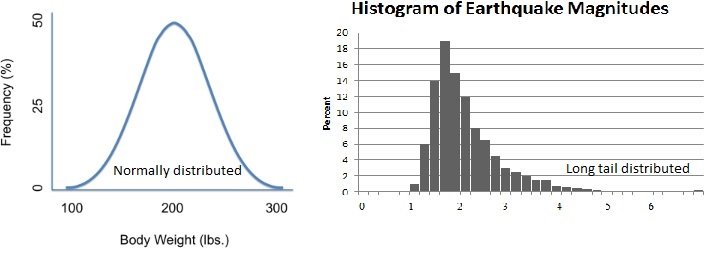 Frequency (%)
50
25
0
Normally distributed
100 200 300
Body Weight (lbs.)
Histogram of Earthquake Magnitudes
Percent
20
18
16
14
12
10
8
6
4
2
0
Long tail distributed
0 1 2 3 4 5 6